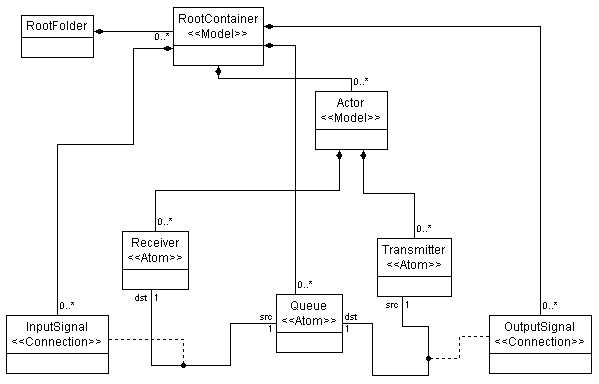 RootFolder
RootContainer
<<Model>>
0..*
0..*
Actor
<<Model>>
0..*
0..*
Receiver
<<Atom>>
Transmitter
<<Atom>>
dst 1
0..*
0..*
0..*
src
1
Queue
<<Atom>>
dst
1
src 1
InputSignal
<<Connection>>
OutputSignal
<<Connection>>